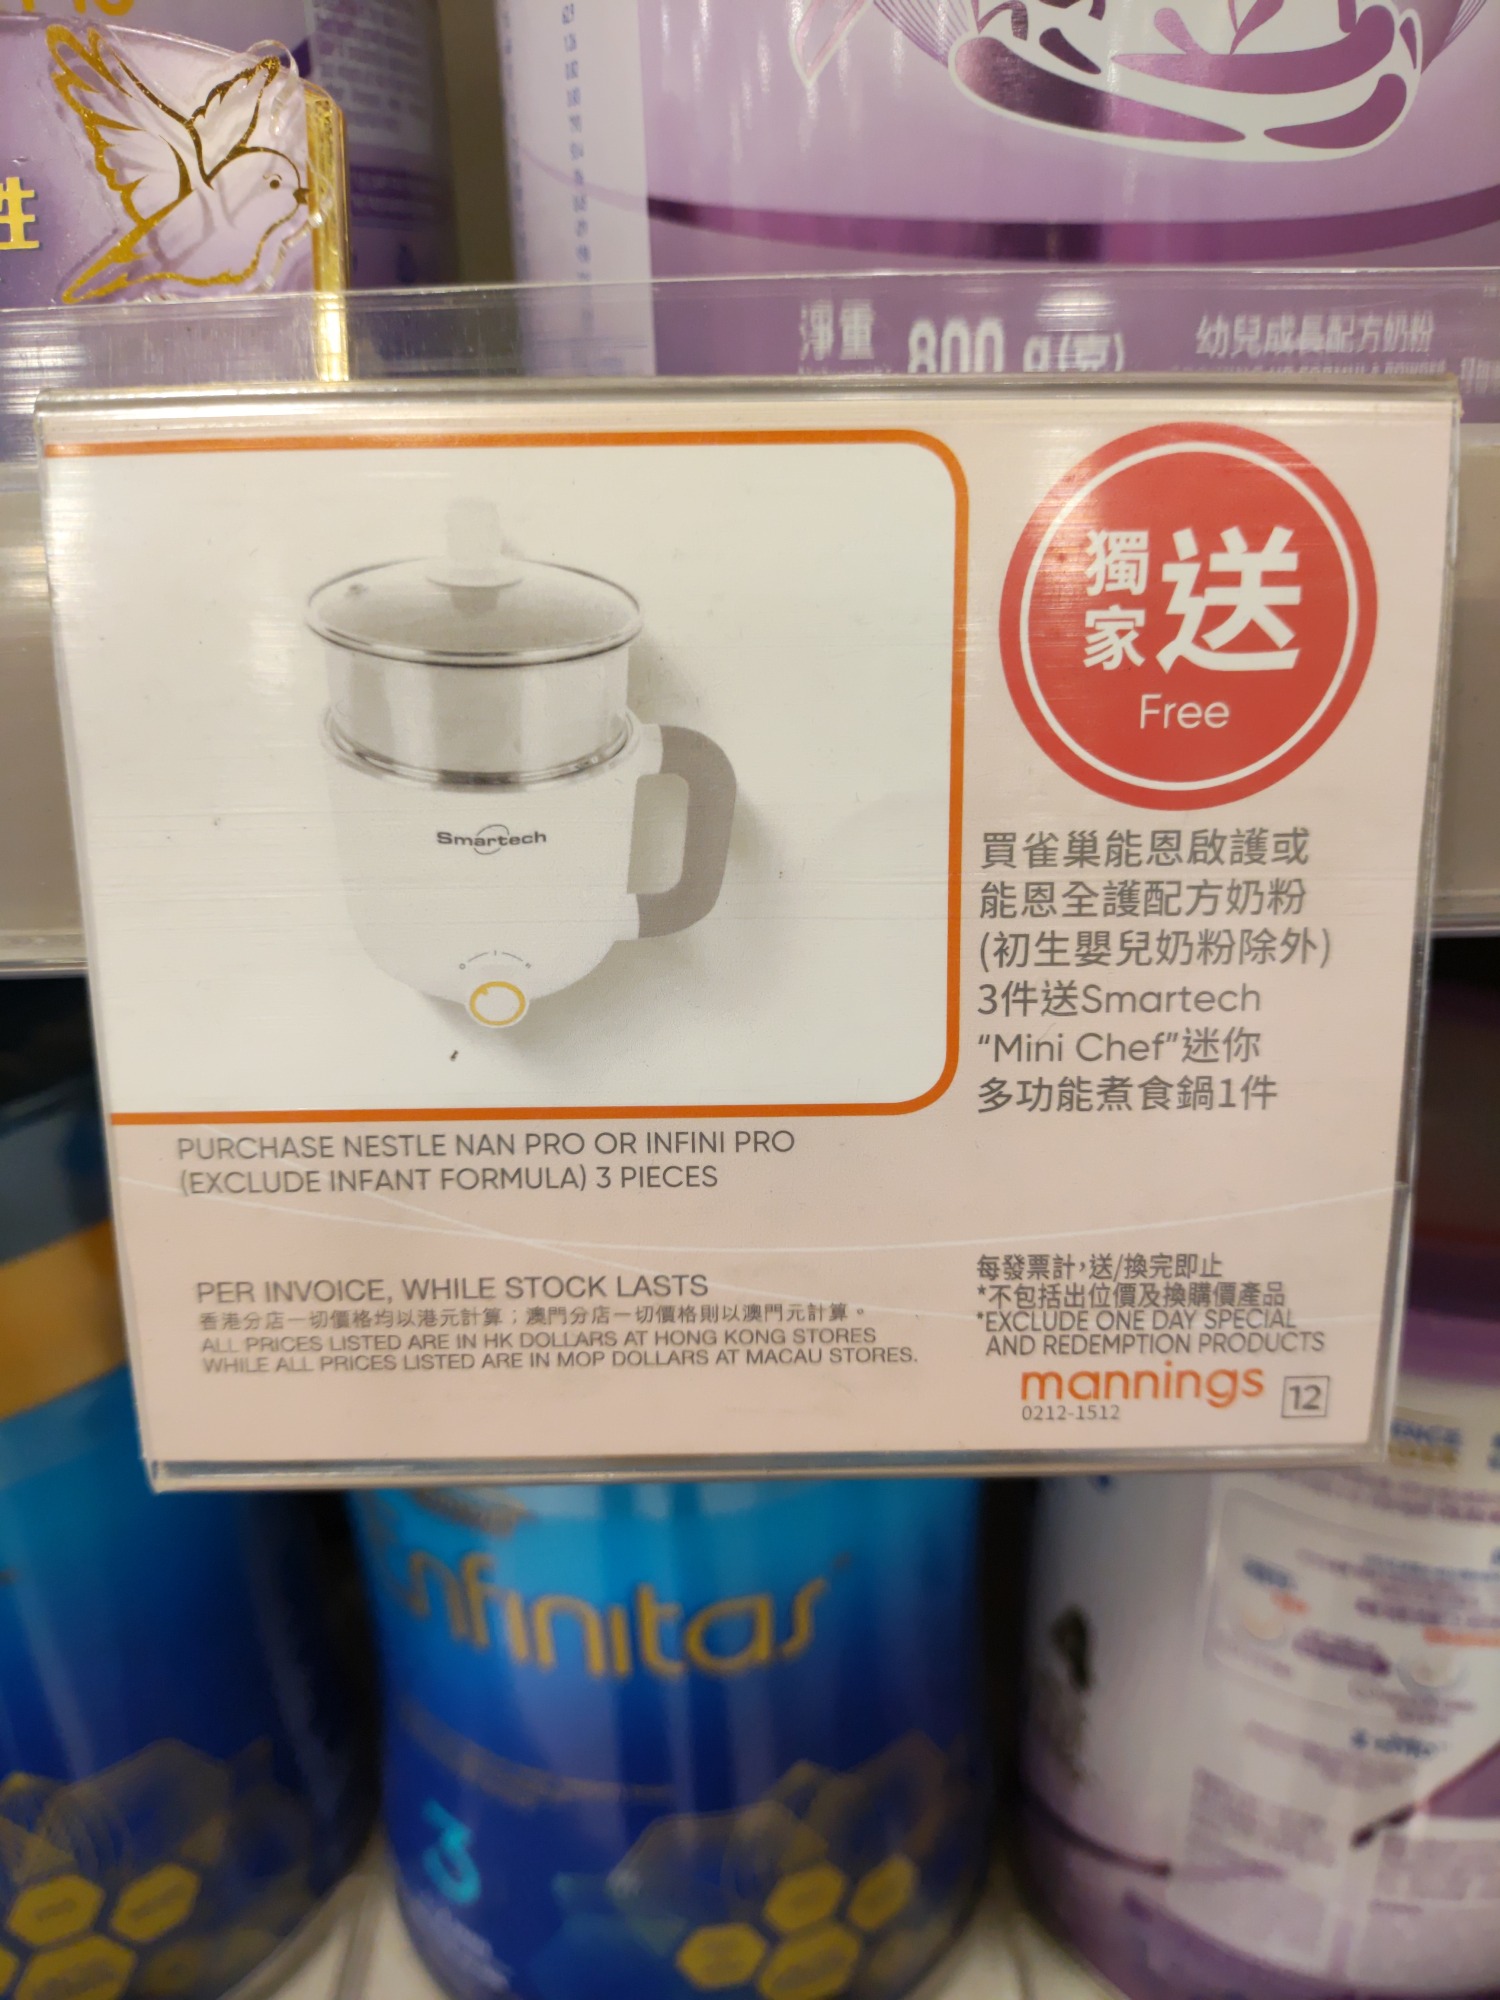 性
淨重 800 g(克)
幼兒成長配方奶粉
獨家送
Free
Smartech
買雀巢能恩啟護或
能恩全護配方奶粉
(初生嬰兒奶粉除外)
3件送Smartech
“Mini Chef”迷你
多功能煮食鍋1件
PURCHASE NESTLE NAN PRO OR INFINI PRO
(EXCLUDE INFANT FORMULA) 3 PIECES
PER INVOICE, WHILE STOCK LASTS
香港分店一切價格均以港元計算；澳門分店一切價格則以澳門元計算。
ALL PRICES LISTED ARE IN HK DOLLARS AT HONG KONG STORES
WHILE ALL PRICES LISTED ARE IN MOP DOLLARS AT MACAU STORES.
每發票計，送/換完即止
*不包括出位價及換購價產品
*EXCLUDE ONE DAY SPECIAL
AND REDEMPTION PRODUCTS
mannings
0212-1512
12
Enfinitas
3